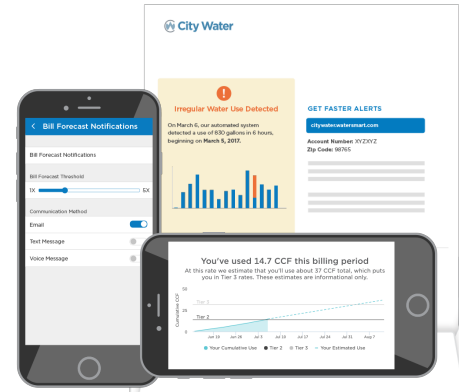 City Water
Irregular Water Use Detected
On March 6, our automated system
detected a use of 830 gallons in 6 hours,
beginning on March 5, 2017.
GET FASTER ALERTS
citywater.watersmart.com
Account Number: XYZXYZ
Zip Code: 98765
Bill Forecast Notifications
Bill Forecast Notifications
Bill Forecast Threshold
1X
5X
Communication Method
Email
Text Message
Voice Message
You've used 14.7 CCF this billing period
At this rate we estimate that you'll use about 37 CCF total, which puts
you in Tier 3 rates. These estimates are informational only.
Cumulative CCF
50
25
0
Tier 3
Tier 2
Jun 19 Jun 26 Jul 3 Jul 10 Jul 17 Jul 24 Jul 31 Aug 7
Your Cumulative Use Tier 2 Tier 3 Your Estimated Use